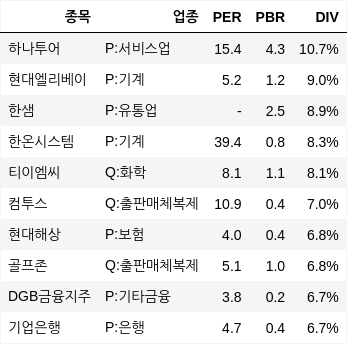 종목 업종 PER PBR DIV
하나투어 P:서비스업 15.4 4.3 10.7%
현대엘리베이 P:기계 5.2 1.2 9.0%
한샘 P:유통업 - 2.5 8.9%
한온시스템 P:기계 39.4 0.8 8.3%
티이엠씨 Q:화학 8.1 1.1 8.1%
컴투스 Q:출판매체복제 10.9 0.4 7.0%
현대해상 P:보험 4.0 0.4 6.8%
골프존 Q:출판매체복제 5.1 1.0 6.8%
DGB금융지주 P:기타금융 3.8 0.2 6.7%
기업은행 P:은행 4.7 0.4 6.7%